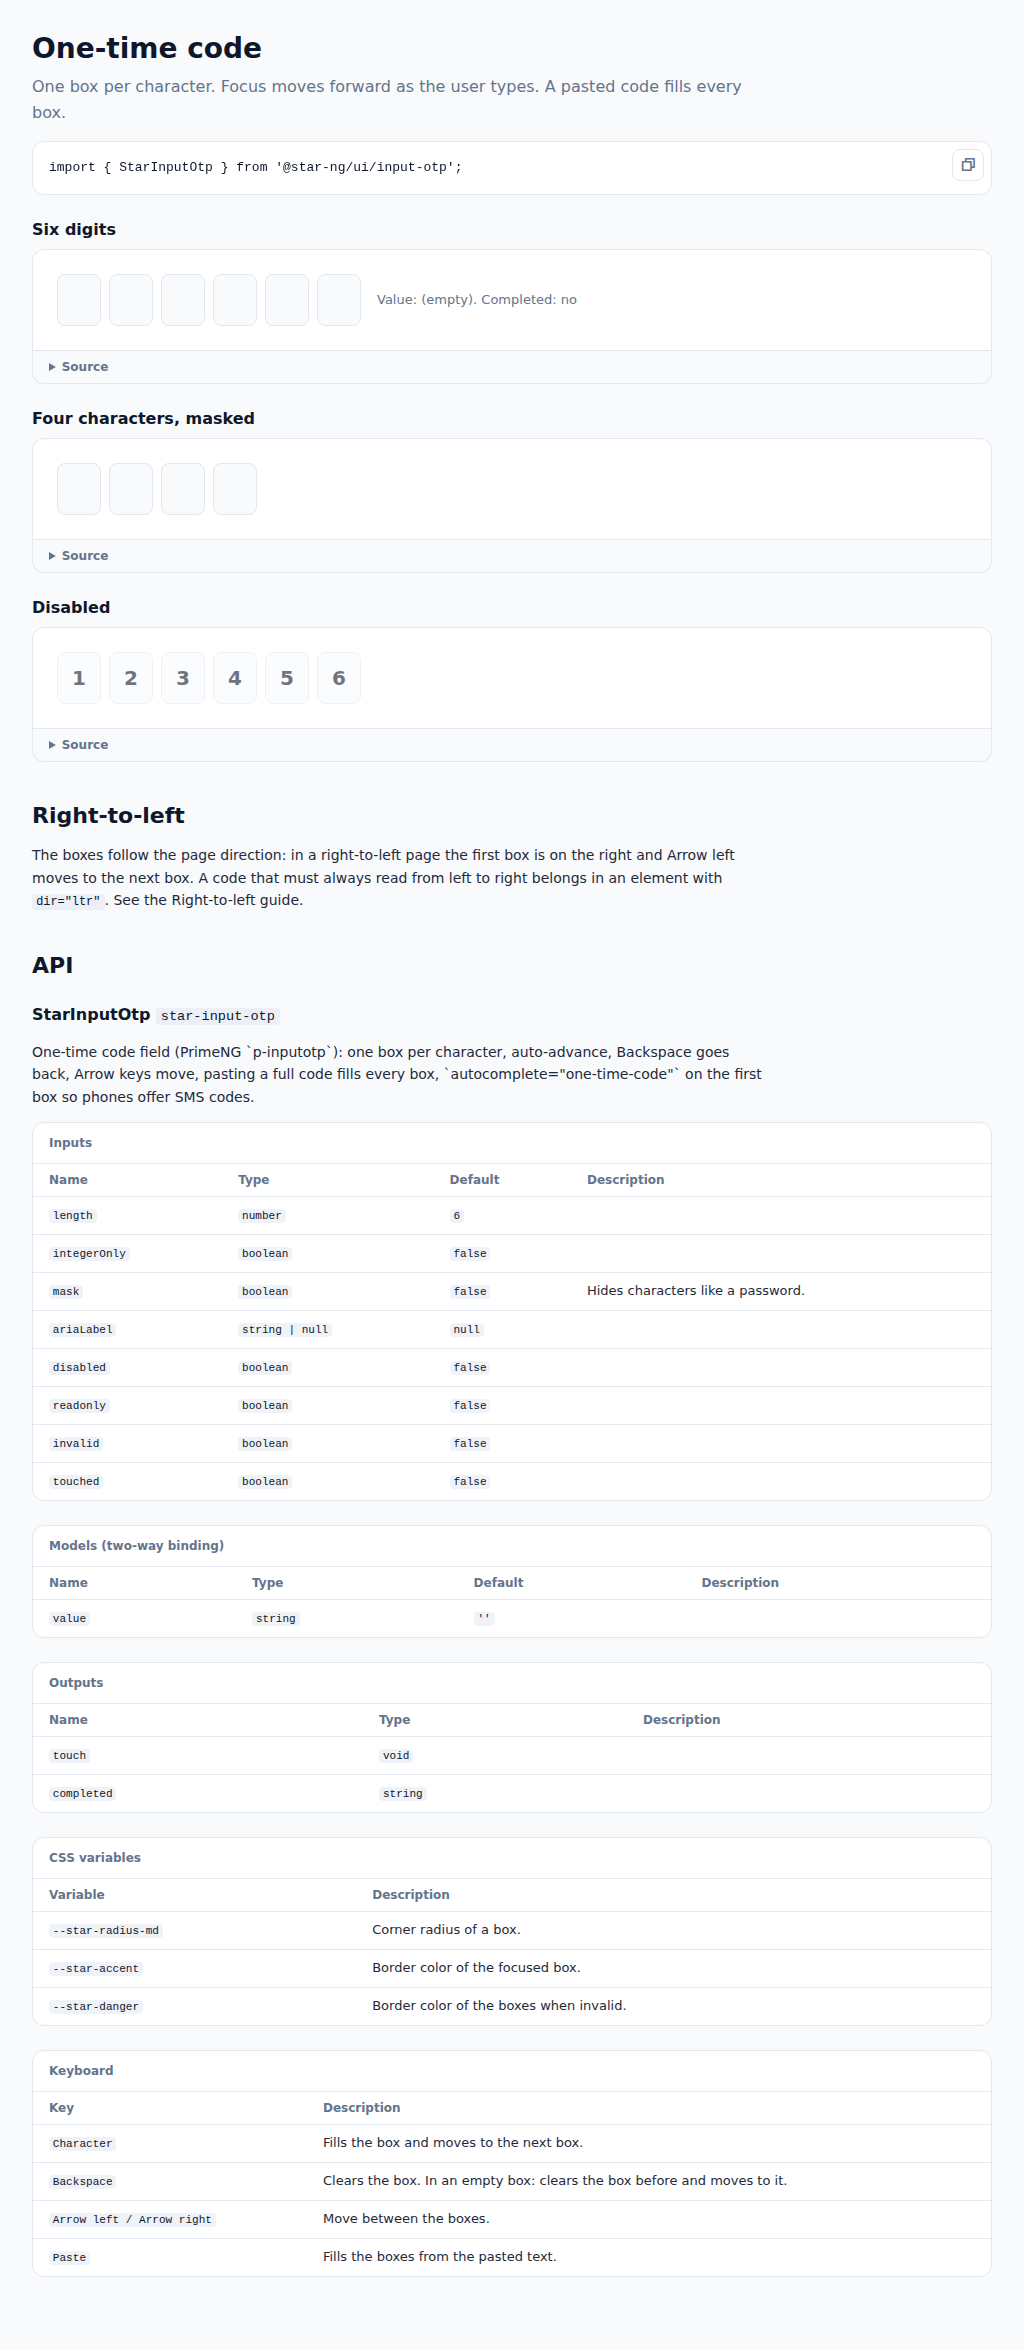 One-time code
One box per character. Focus moves forward as the user types. A pasted code fills every
box.
import { StarInputOtp } from '@star-ng/ui/input-otp';
Six digits
Value: (empty). Completed: no
Source
Four characters, masked
Source
Disabled
1 2 3 4 5 6
Source
Right-to-left
The boxes follow the page direction: in a right-to-left page the first box is on the right and Arrow left
moves to the next box. A code that must always read from left to right belongs in an element with
dir="ltr". See the Right-to-left guide.
API
StarInputOtp star-input-otp
One-time code field (PrimeNG `p-inputotp`): one box per character, auto-advance, Backspace goes
back, Arrow keys move, pasting a full code fills every box, `autocomplete="one-time-code"` on the first
box so phones offer SMS codes.
Inputs
Name Type Default Description
length number 6
integerOnly boolean false
mask boolean false Hides characters like a password.
ariaLabel string | null null
disabled boolean false
readonly boolean false
invalid boolean false
touched boolean false
Models (two-way binding)
Name Type Default Description
value string ''
Outputs
Name Type Description
touch void
completed string
CSS variables
Variable Description
--star-radius-md Corner radius of a box.
--star-accent Border color of the focused box.
--star-danger Border color of the boxes when invalid.
Keyboard
Key Description
Character Fills the box and moves to the next box.
Backspace Clears the box. In an empty box: clears the box before and moves to it.
Arrow left / Arrow right Move between the boxes.
Paste Fills the boxes from the pasted text.